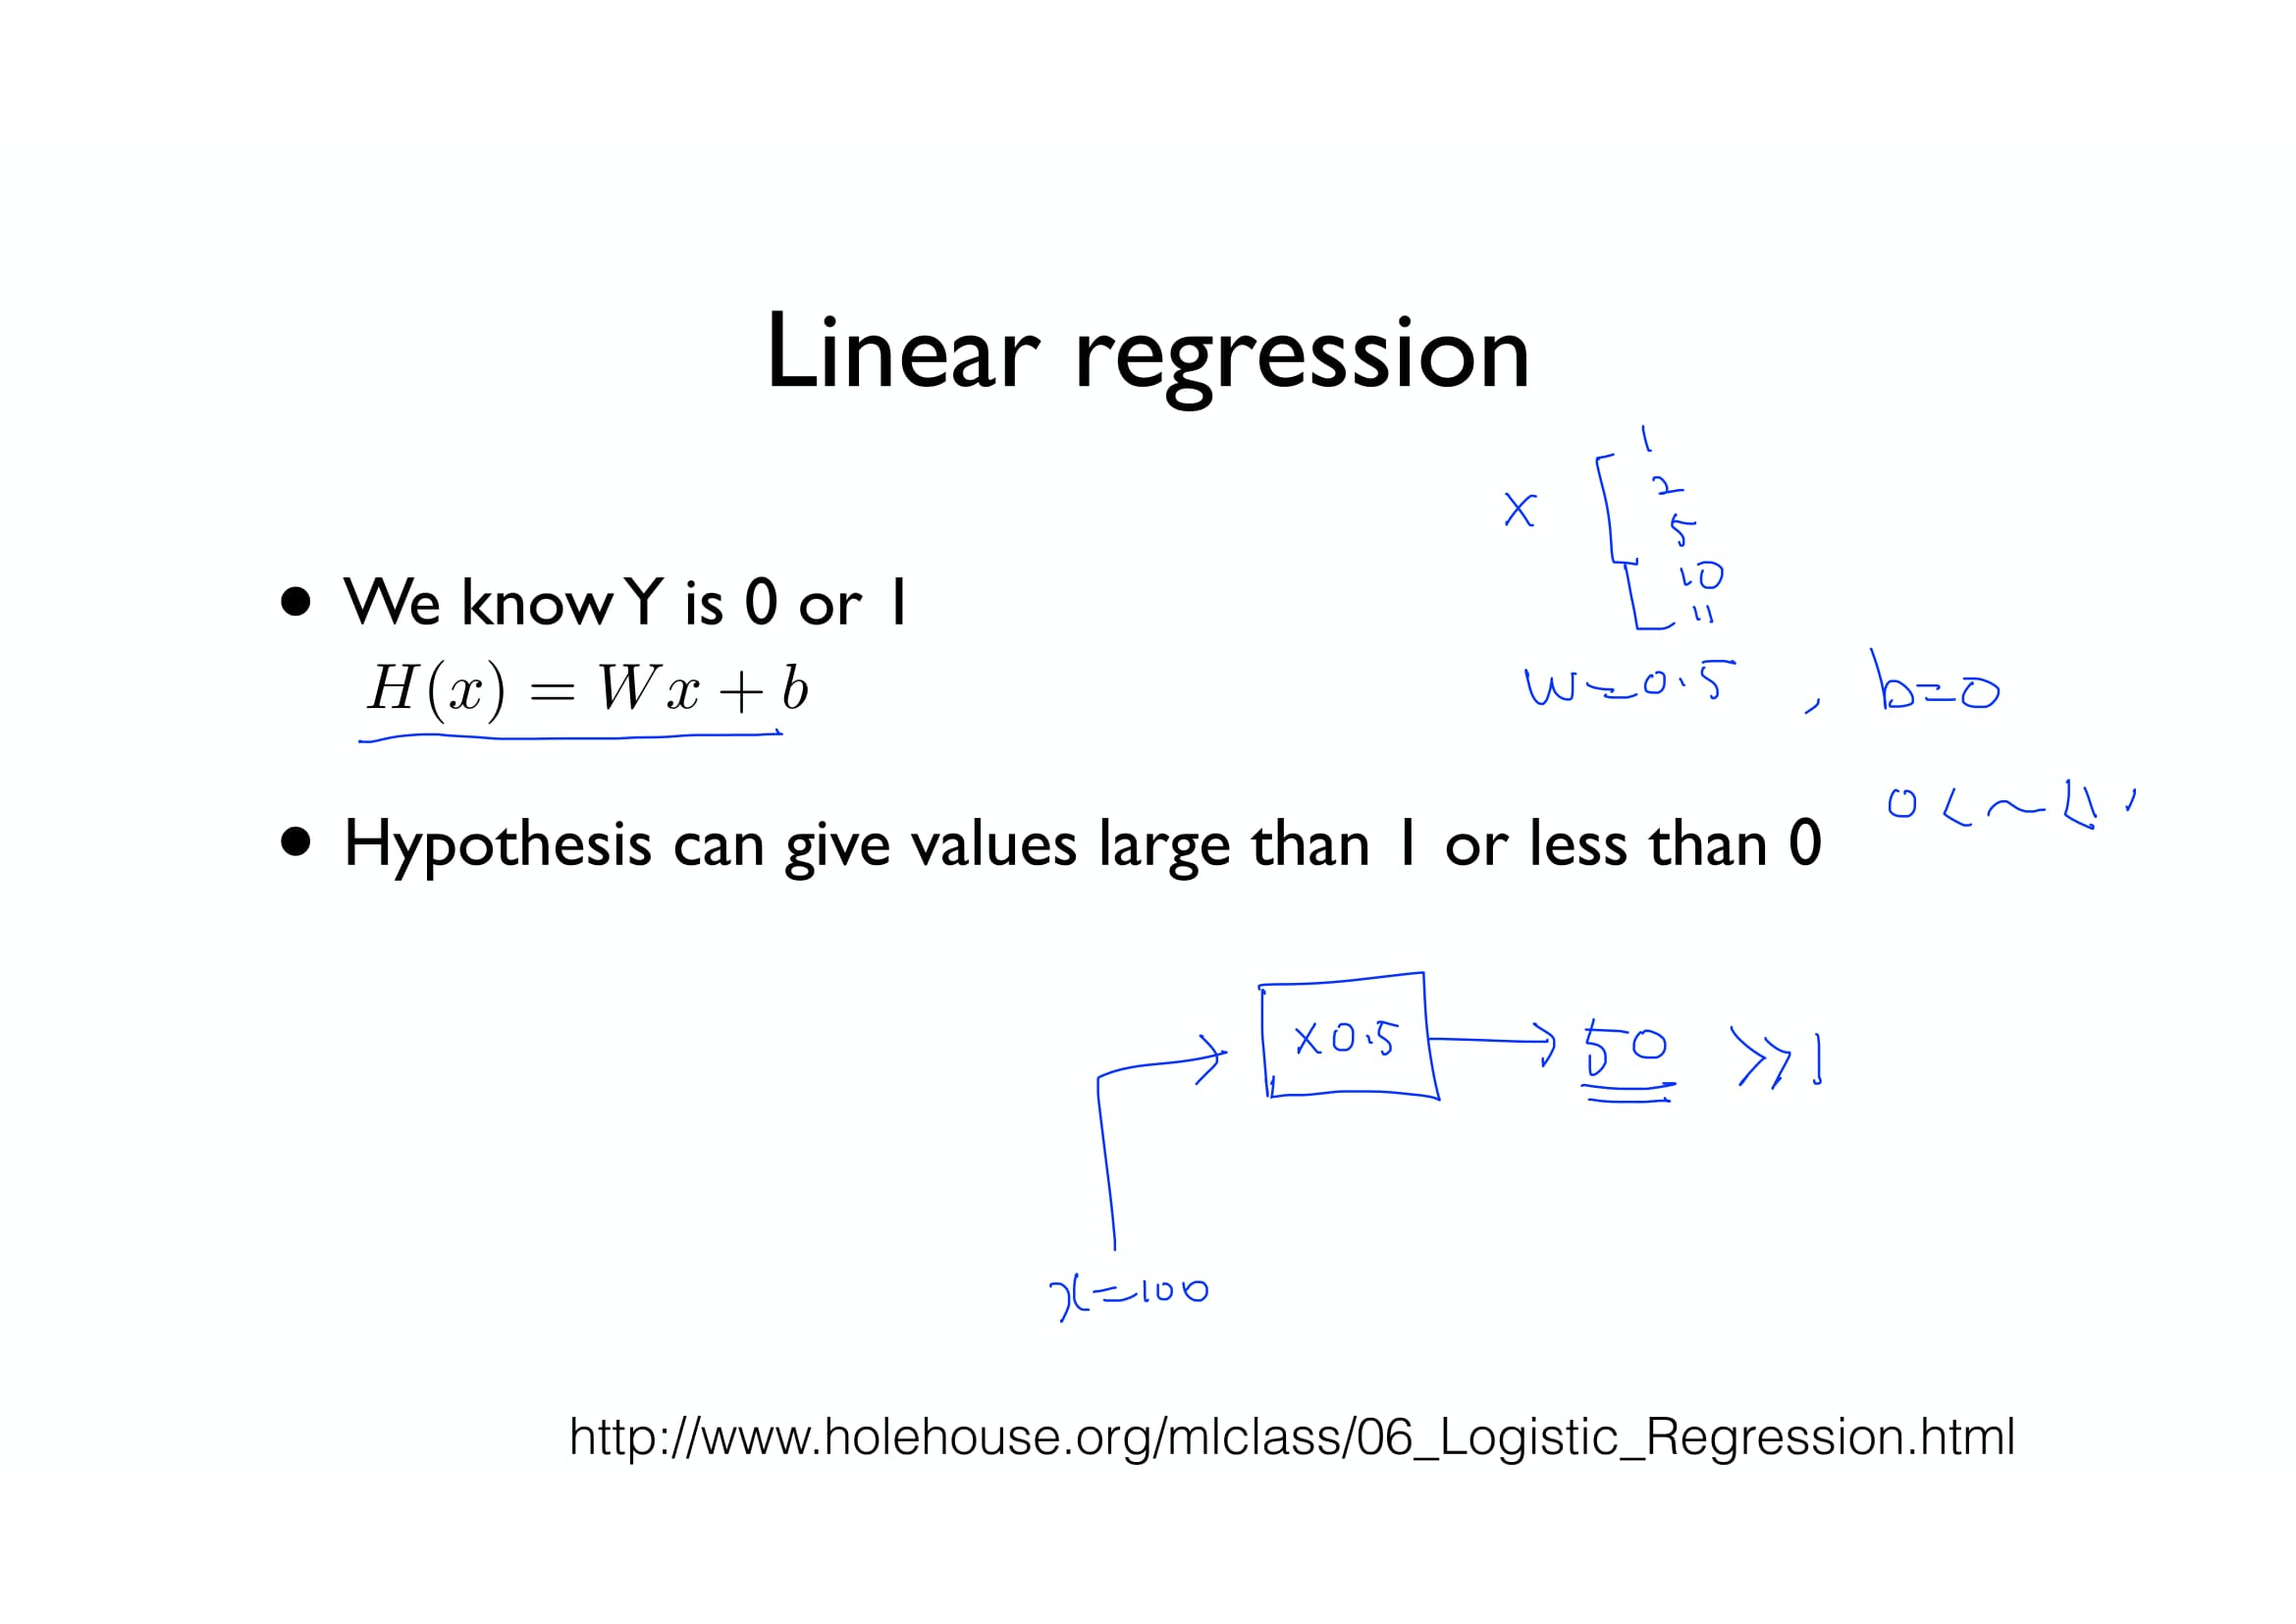 Linear regression
1
2
x
5
10
11
• We know Y is 0 or 1
H(x) = Wx + b
w=0.5 , b=0
0 < ~
• Hypothesis can give values large than 1 or less than 0
x0.5
50 >> 1
x=100
http://www.holehouse.org/mlclass/06_Logistic_Regression.html